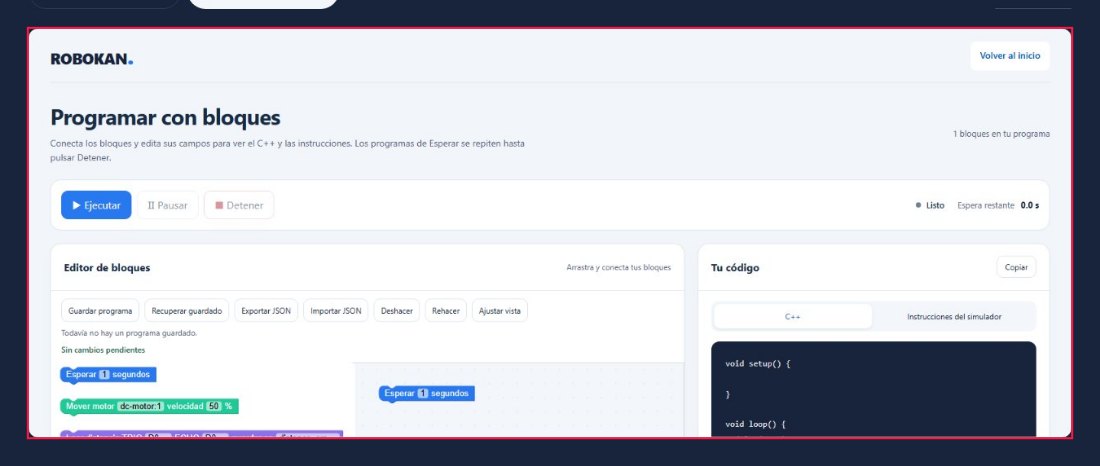 ROBOKAN.
Volver al inicio
Programar con bloques
Conecta los bloques y edita sus campos para ver el C++ y las instrucciones. Los programas de Esperar se repiten hasta
pulsar Detener.
1 bloques en tu programa
Ejecutar
Pausar
Detener
Listo
Espera restante 0.0 s
Editor de bloques
Arrastra y conecta tus bloques
Guardar programa
Recuperar guardado
Exportar JSON
Importar JSON
Deshacer
Rehacer
Ajustar vista
Todavía no hay un programa guardado.
Sin cambios pendientes
Esperar 1 segundos
Mover motor dc-motor:1 velocidad 50 %
Esperar 1 segundos
Tu código
Copiar
C++
Instrucciones del simulador
void setup() {
}
void loop() {